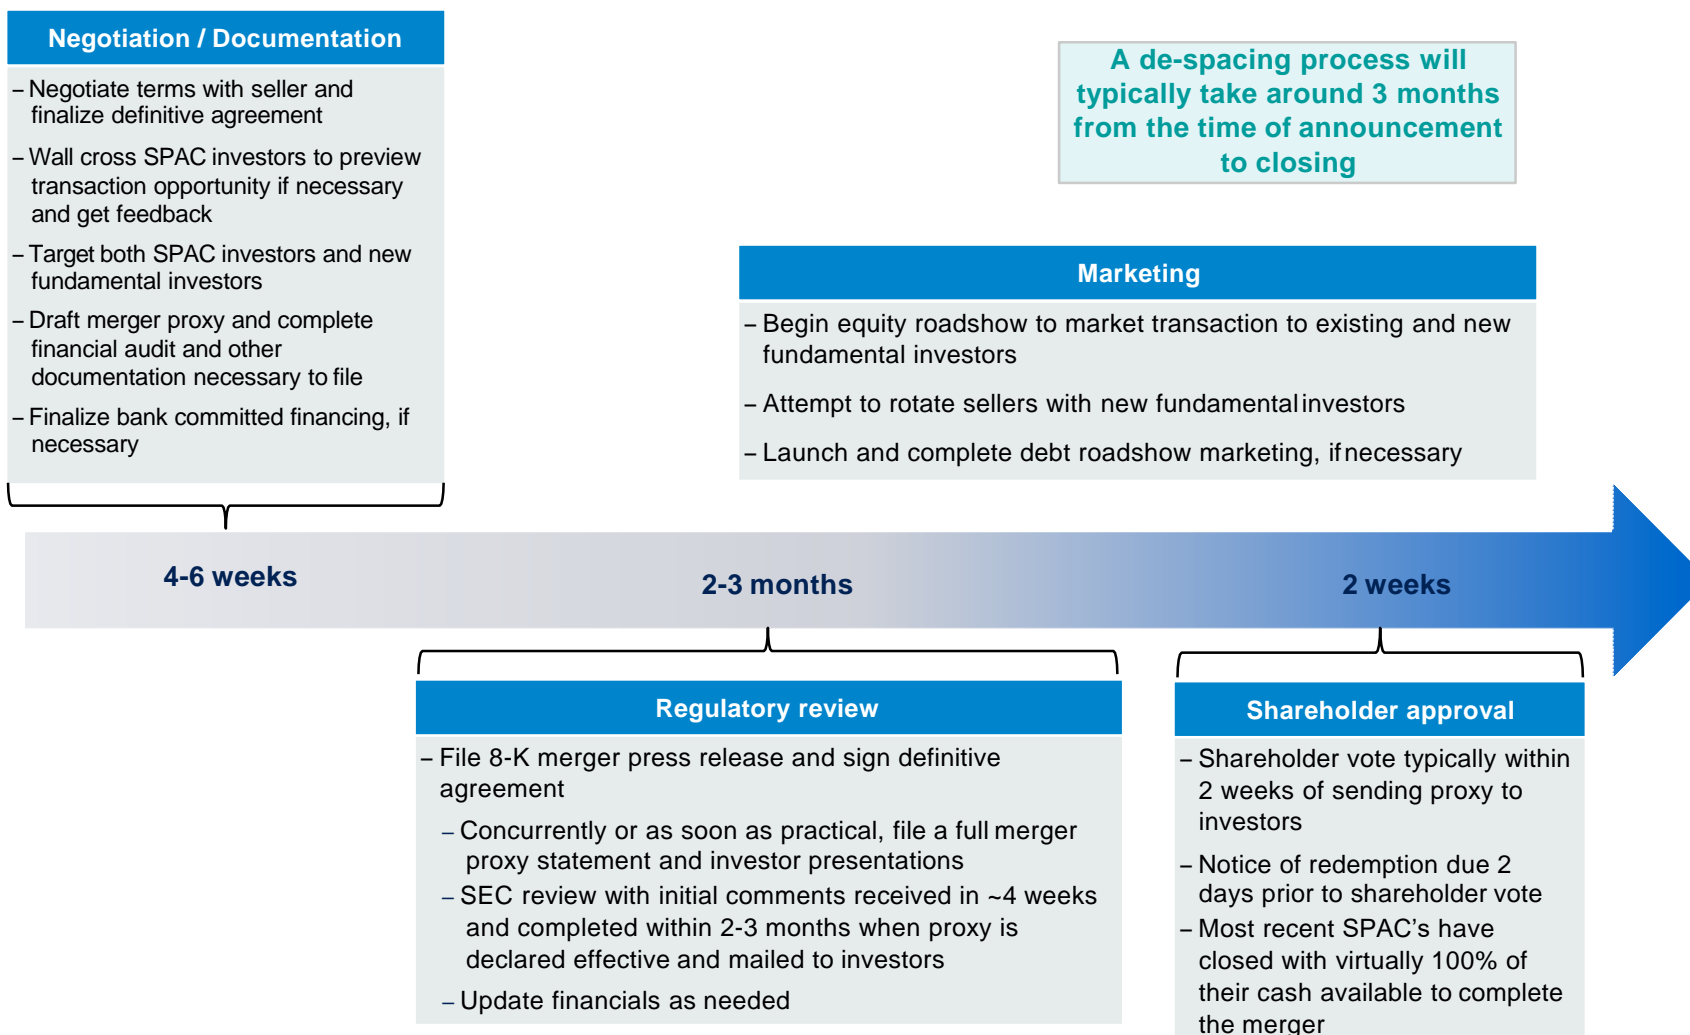 Negotiation / Documentation
– Negotiate terms with seller and
finalize definitive agreement
– Wall cross SPAC investors to preview
transaction opportunity if necessary
and get feedback
– Target both SPAC investors and new
fundamental investors
– Draft merger proxy and complete
financial audit and other
documentation necessary to file
– Finalize bank committed financing, if
necessary
A de-spacing process will
typically take around 3 months
from the time of announcement
to closing
Marketing
– Begin equity roadshow to market transaction to existing and new
fundamental investors
– Attempt to rotate sellers with new fundamental investors
– Launch and complete debt roadshow marketing, if necessary
4-6 weeks
2-3 months
2 weeks
Regulatory review
– File 8-K merger press release and sign definitive
agreement
– Concurrently or as soon as practical, file a full merger
proxy statement and investor presentations
– SEC review with initial comments received in ~4 weeks
and completed within 2-3 months when proxy is
declared effective and mailed to investors
– Update financials as needed
Shareholder approval
– Shareholder vote typically within
2 weeks of sending proxy to
investors
– Notice of redemption due 2
days prior to shareholder vote
– Most recent SPAC’s have
closed with virtually 100% of
their cash available to complete
the merger